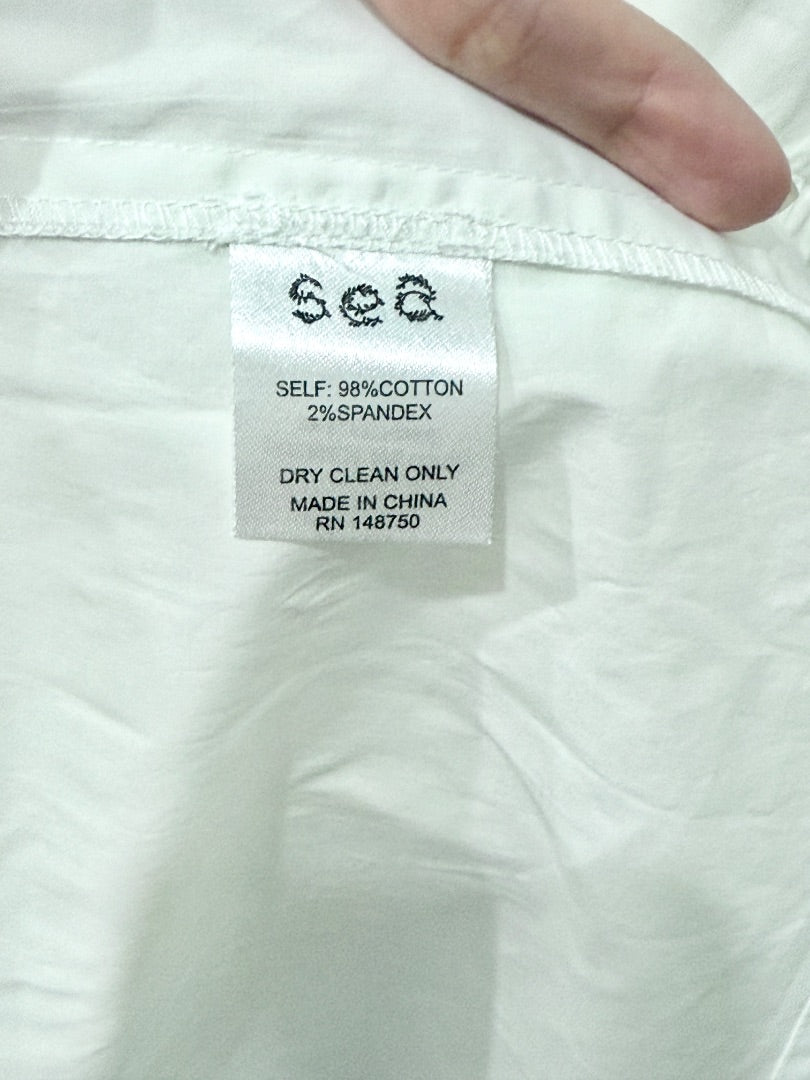 Sea
SELF: 98%COTTON
2%SPANDEX
DRY CLEAN ONLY
MADE IN CHINA
RN 148750